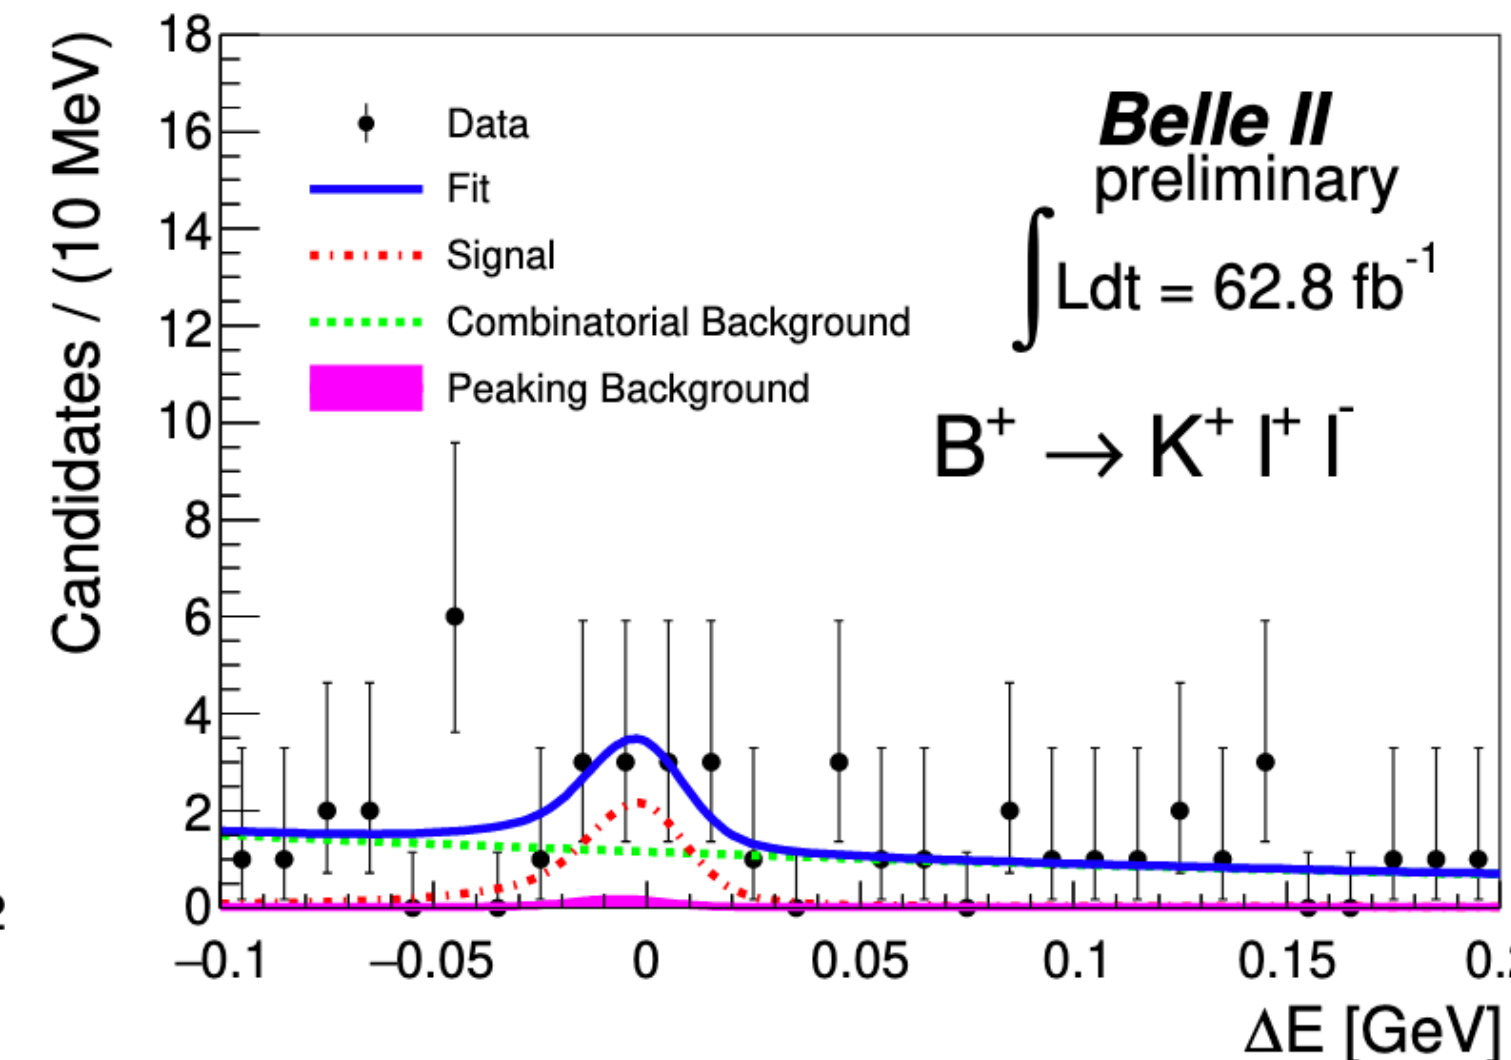 Candidates / (10 MeV)
18
16
14
12
10
8
6
4
2
0
Data
Fit
Signal
Combinatorial Background
Peaking Background
Belle II
preliminary
∫Ldt = 62.8 fb⁻¹
B⁺ → K⁺ l⁺ l⁻
−0.1 −0.05 0 0.05 0.1 0.15
ΔE [GeV]